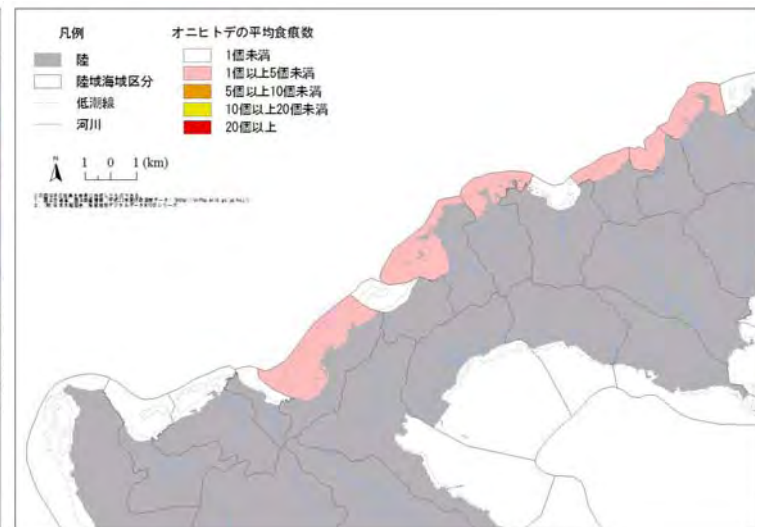 凡例
陸
陸域海域区分
低潮線
河川
オニヒトデの平均食痕数
1個未満
1個以上5個未満
5個以上10個未満
10個以上20個未満
20個以上
N
1 0 1 (km)